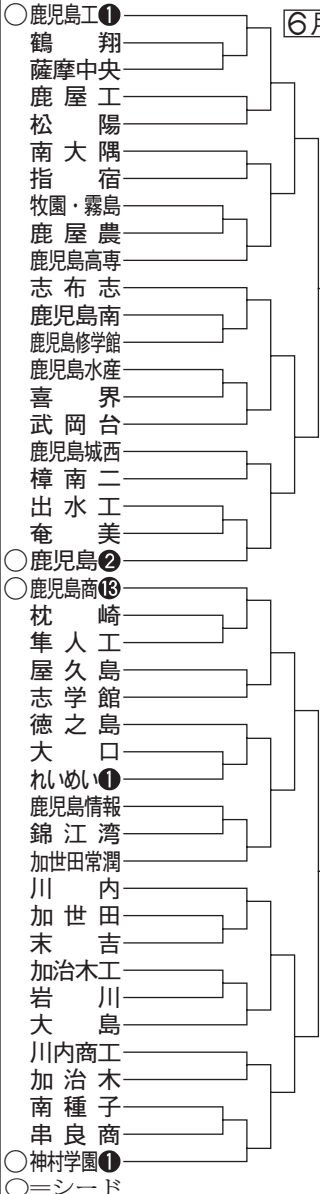 ○鹿児島工❶
６月
鶴翔
薩摩中央
鹿屋工
松陽
南大隅
指宿
牧園・霧島
鹿屋農
鹿児島高専
志布志
鹿児島南
鹿児島修学館
鹿児島水産
喜界
武岡台
鹿児島城西
樟南二
出水工
奄美
○鹿児島❷
○鹿児島商⓭
枕崎
隼人工
屋久島
志学館
徳之島
大口
れいめい❶
鹿児島情報
錦江湾
加世田常潤
川内
加世田
末吉
加治木工
岩川
大島
川内商工
加治木
南種子
串良商
○神村学園❶
○=シード